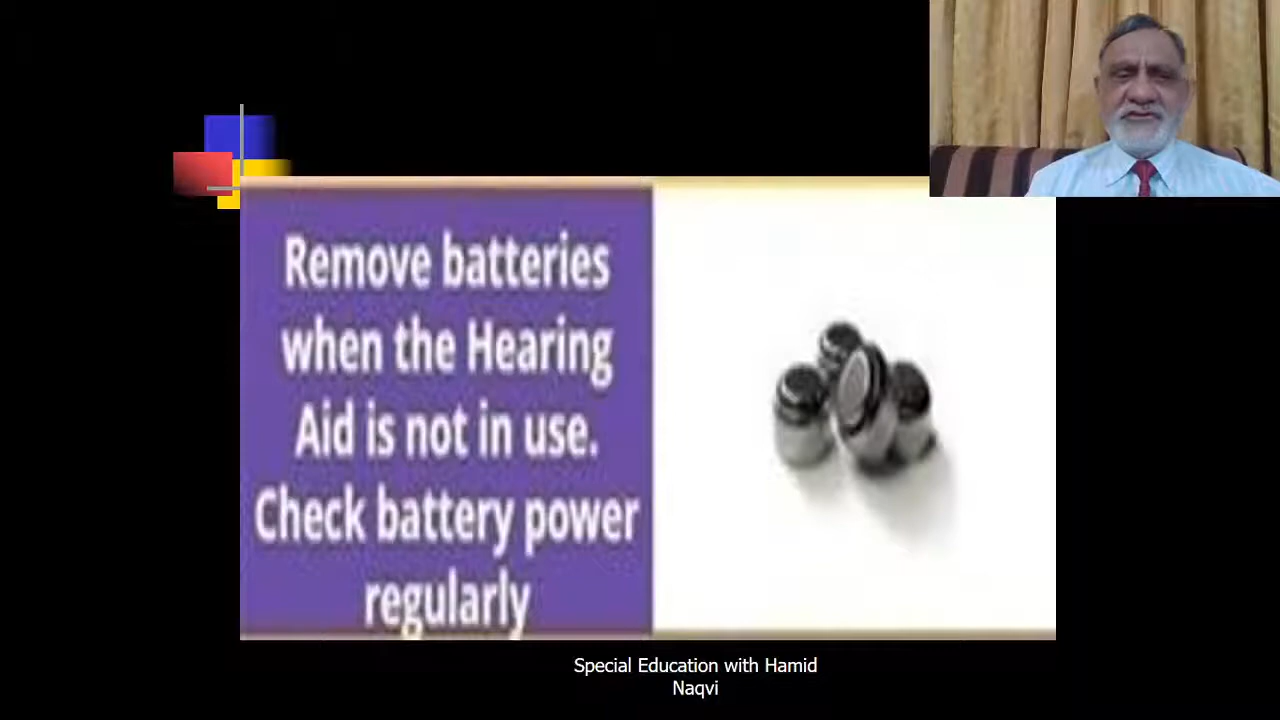 Remove batteries
when the Hearing
Aid is not in use.
Check battery power
regularly
Special Education with Hamid
Naqvi